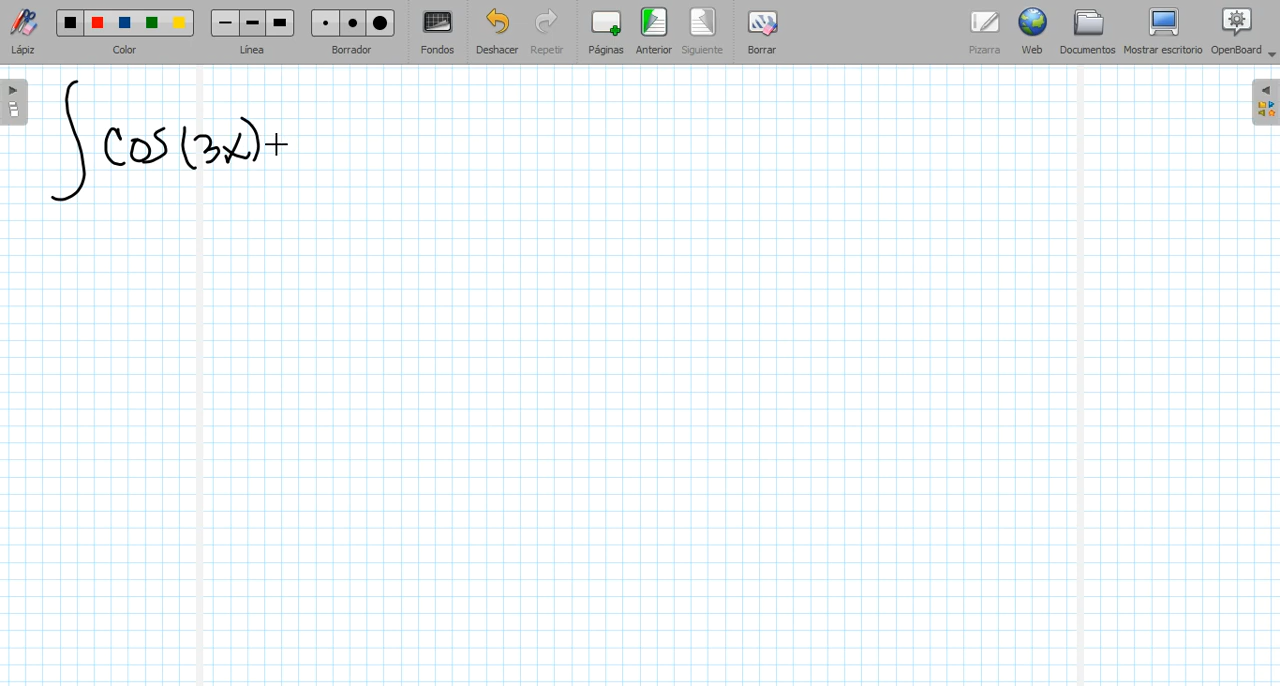 Lápiz Color Línea Borrador Fondos Deshacer Repetir Páginas Anterior Siguiente Borrar Pizarra Web Documentos Mostrar escritorio OpenBoard
∫ cos(3x)+